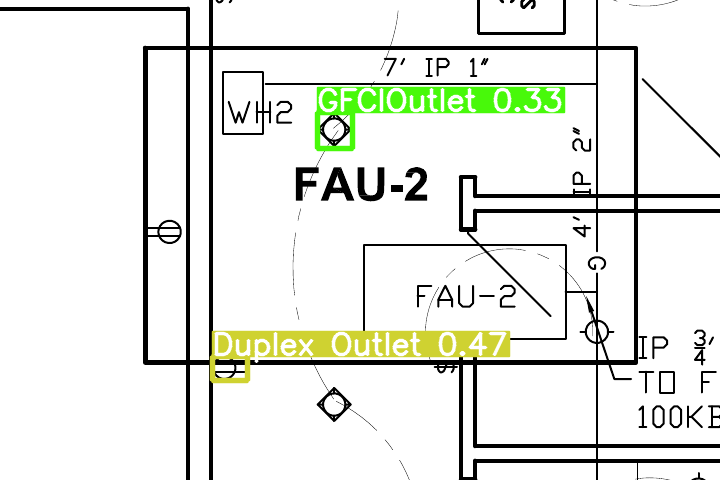 7' IP 1"
GFCIOutlet 0.33
WH2
FAU-2
4' IP 2"
G
FAU-2
Duplex Outlet 0.47
IP 3/4'
TO F
100KB
$